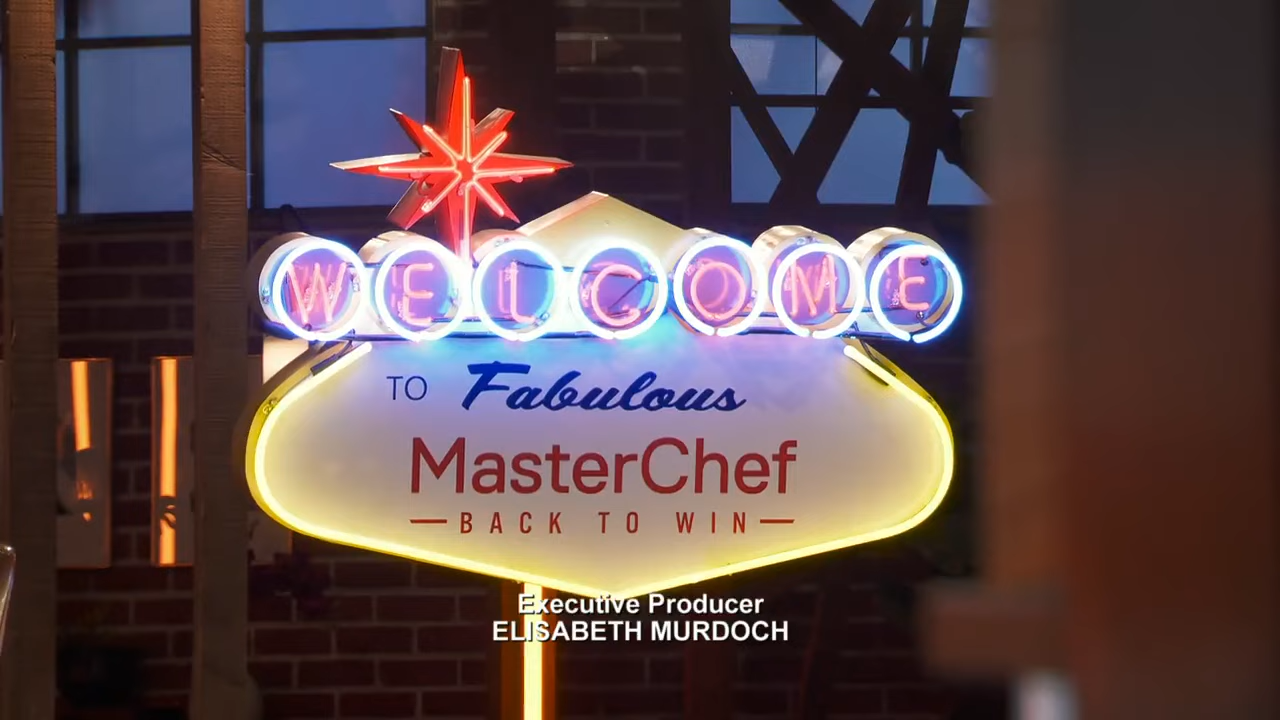 WELCOME
TO Fabulous
MasterChef
BACK TO WIN
Executive Producer
ELISABETH MURDOCH